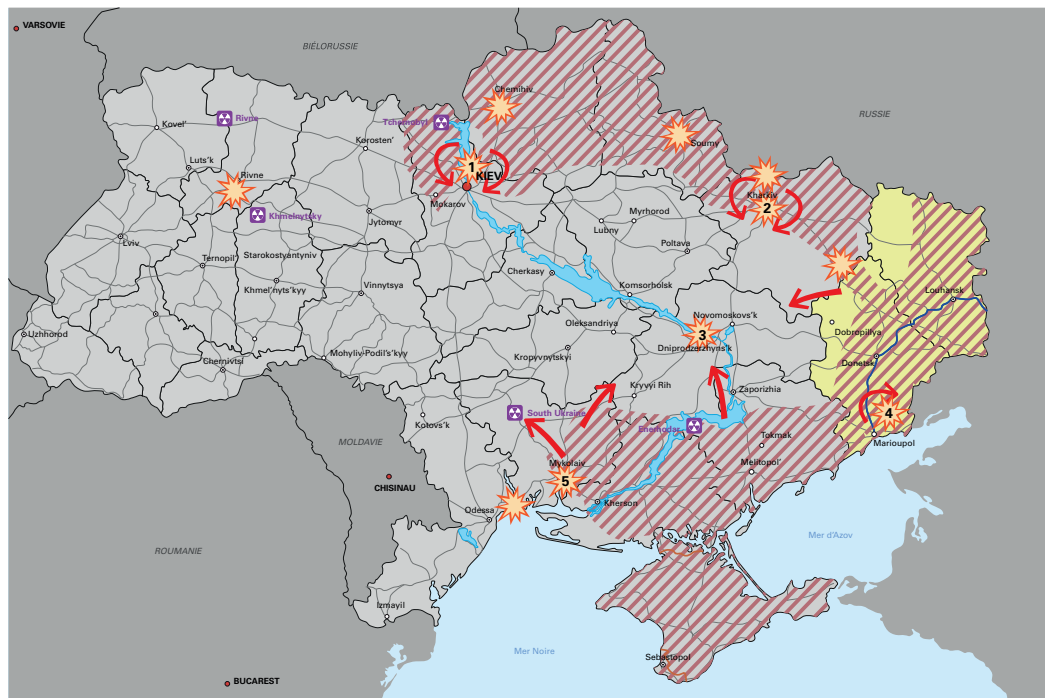 VARSOVIE
BIÉLORUSSIE
RUSSIE
Chernihiv
Kovel'
Rivne
Tchernobyl
Korosten'
Soumy
Luts'k
Rivne
1
KIEV
Kharkiv
2
Mokarov
Khmelnytsky
Jytomyr
Myrhorod
Lubny
Lviv
Poltava
Ternopil'
Starokostyantyniv
Cherkasy
Khmel'nyts'kyy
Vinnytsya
Komsorholsk
Louhansk
Novomoskovs'k
Oleksandriya
Uzhhorod
3
Dobropillya
Dniprodzerzhyns'k
Mohyliv-Podil's'kyy
Kropyvnytskyi
Chernivtsi
Donetsk
Kryvyi Rih
Zaporizhia
South Ukraine
4
Kotovs'k
Enerhodar
Tokmak
Marioupol
MOLDAVIE
Mykolaiv
Melitopol'
CHISINAU
5
Kherson
Odessa
Mer d'Azov
ROUMANIE
Izmayil
Mer Noire
Sebastopol
BUCAREST